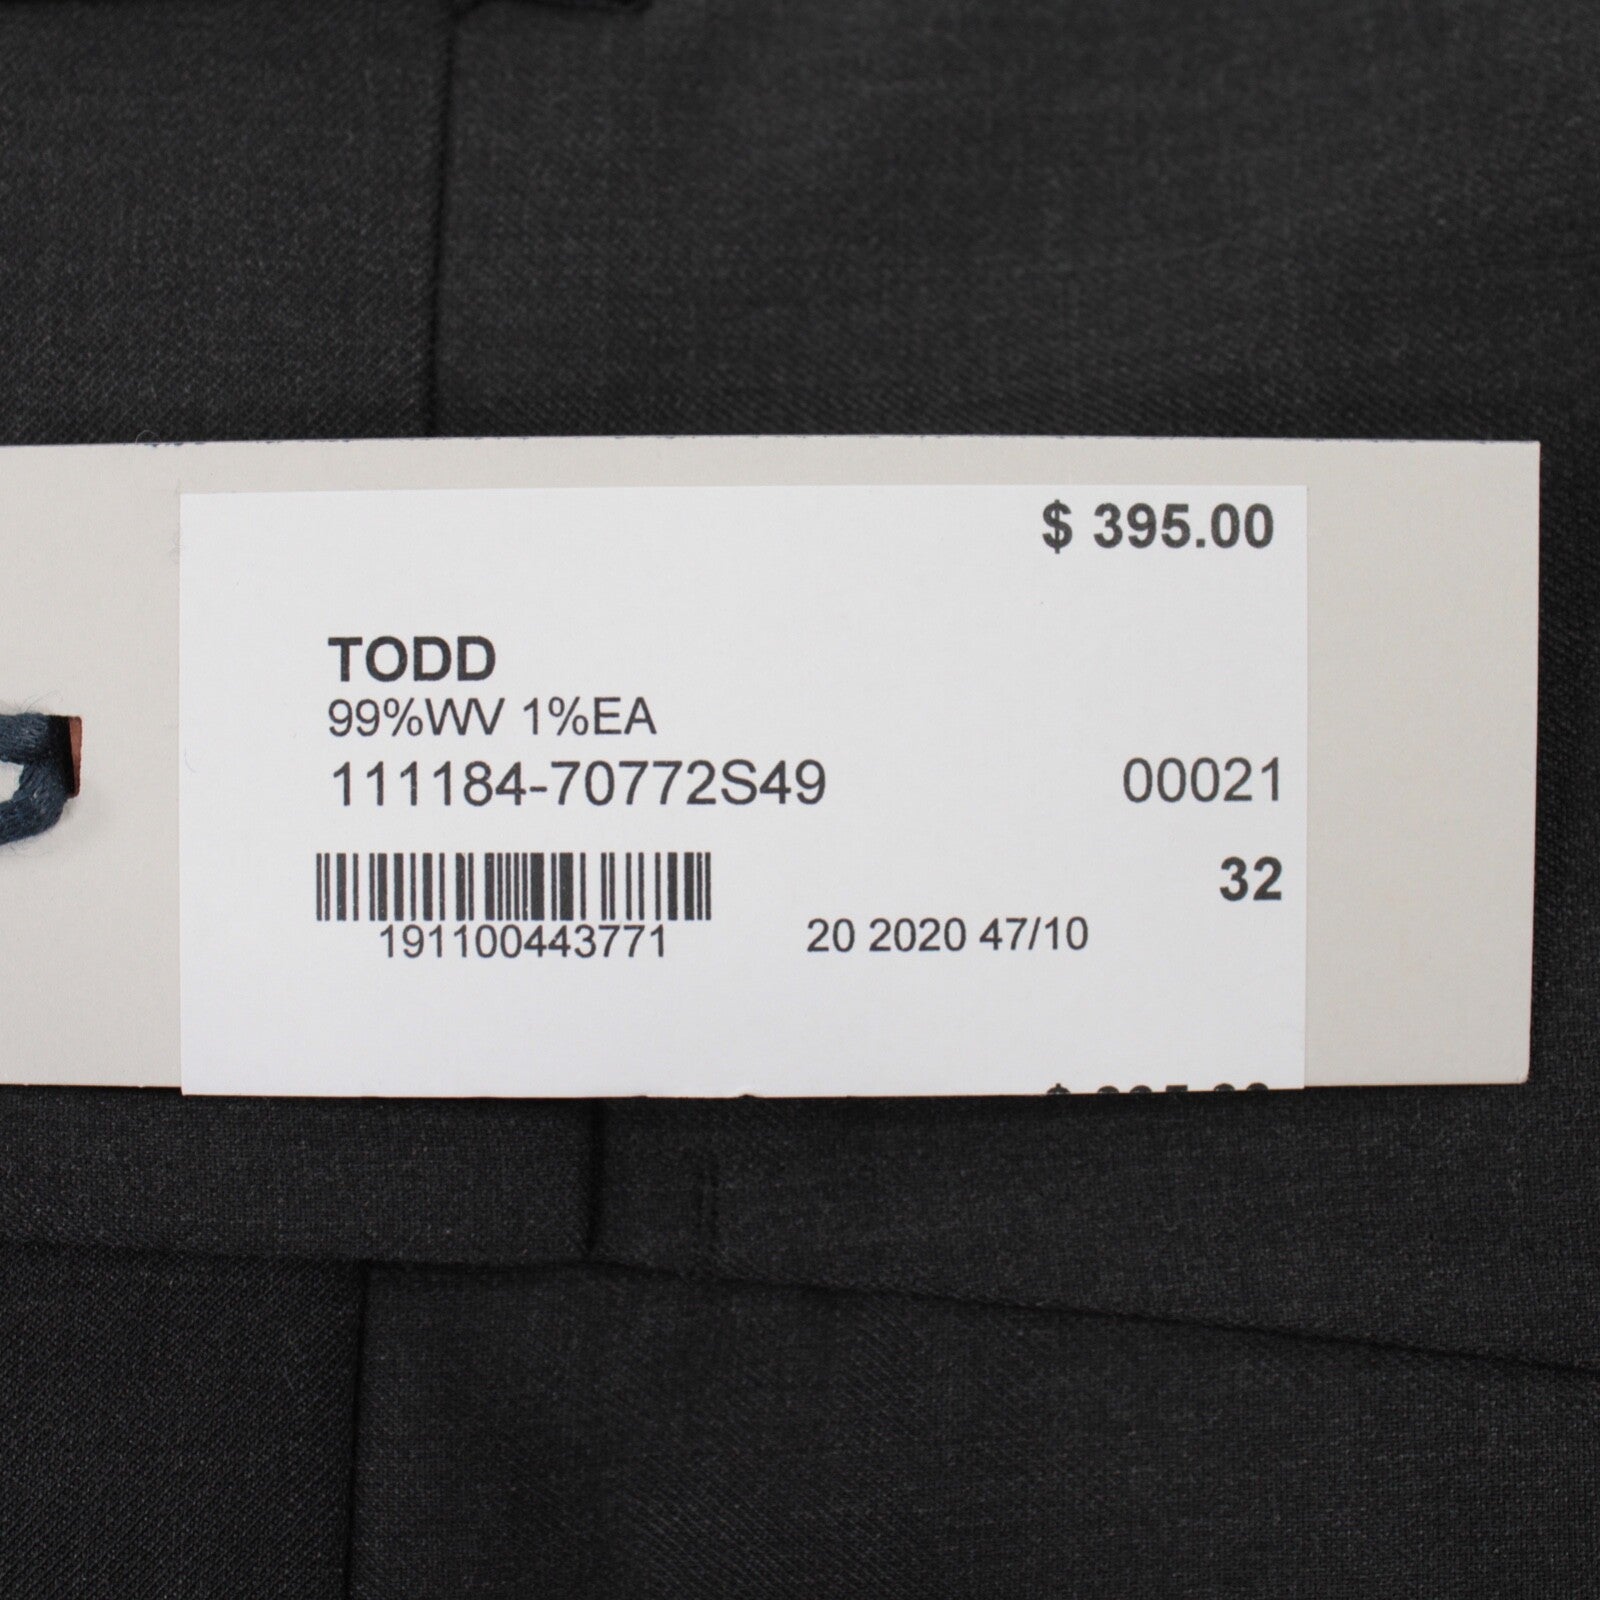 $ 395.00
TODD
99%WV 1%EA
111184-70772S49 00021
32
191100443771 20 2020 47/10